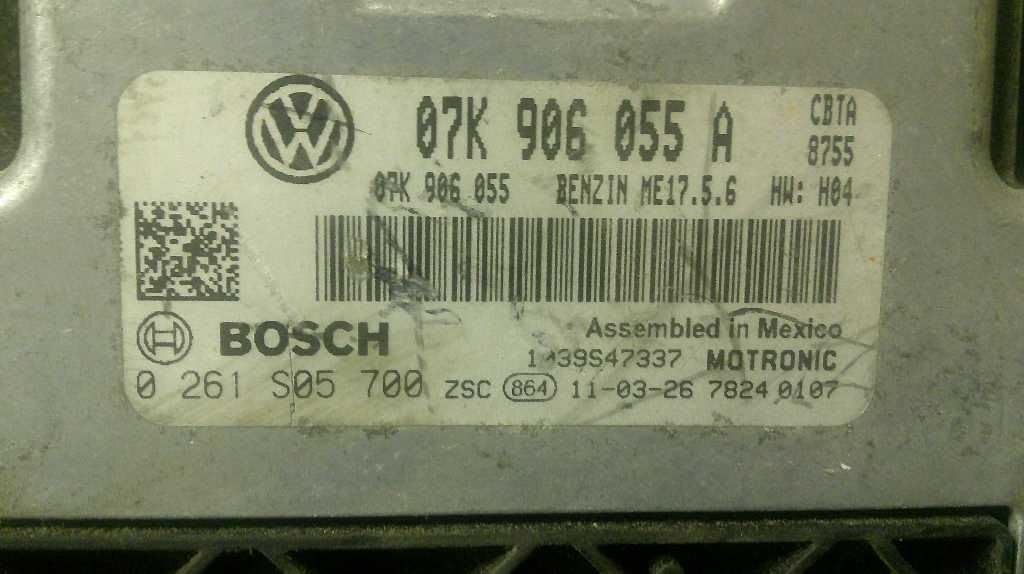 07K 906 055 A
CBTA
8755
07K 906 055 BENZIN ME17.5.6 HW: H04
BOSCH
Assembled in Mexico
MOTRONIC
0 261 S05 700 ZSC 864 11-03-26 7824 0107